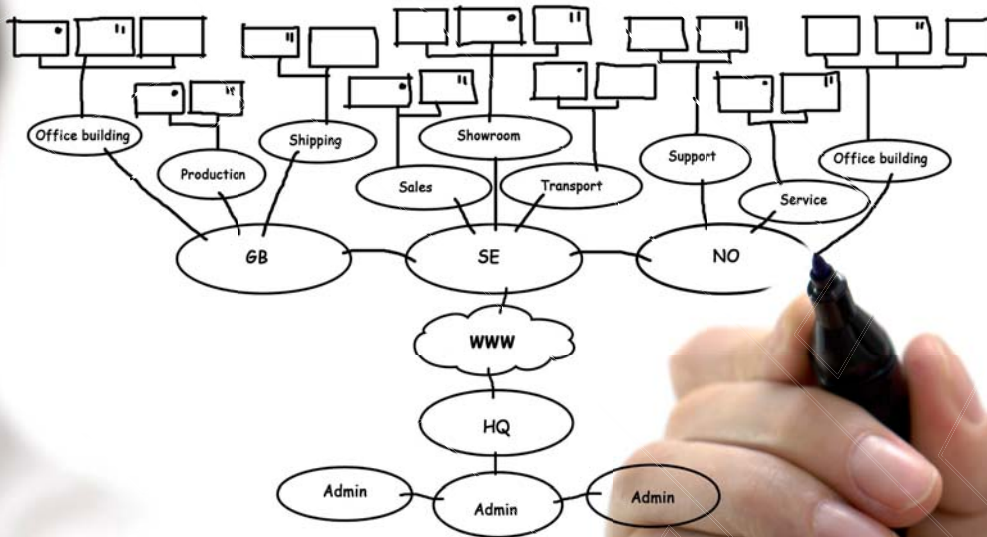 Office building
Production
Shipping
Sales
Showroom
Transport
Support
Service
Office building
GB
SE
NO
WWW
HQ
Admin
Admin
Admin